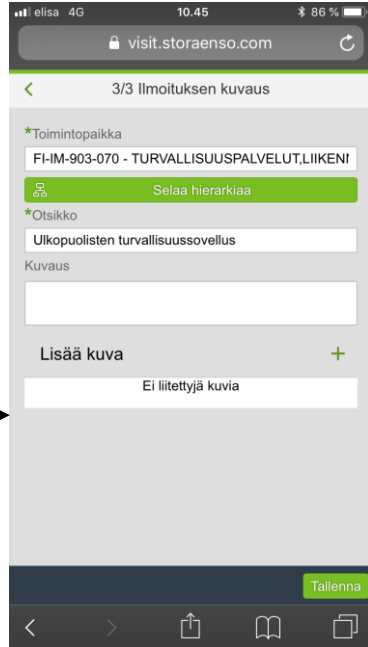 elisa 4G 10.45 86 %
visit.storaenso.com
3/3 Ilmoituksen kuvaus
*Toimintopaikka
FI-IM-903-070 - TURVALLISUUSPALVELUT,LIIKENI
Selaa hierarkiaa
*Otsikko
Ulkopuolisten turvallisuussovellus
Kuvaus
Lisää kuva +
Ei liitettyjä kuvia
Tallenna